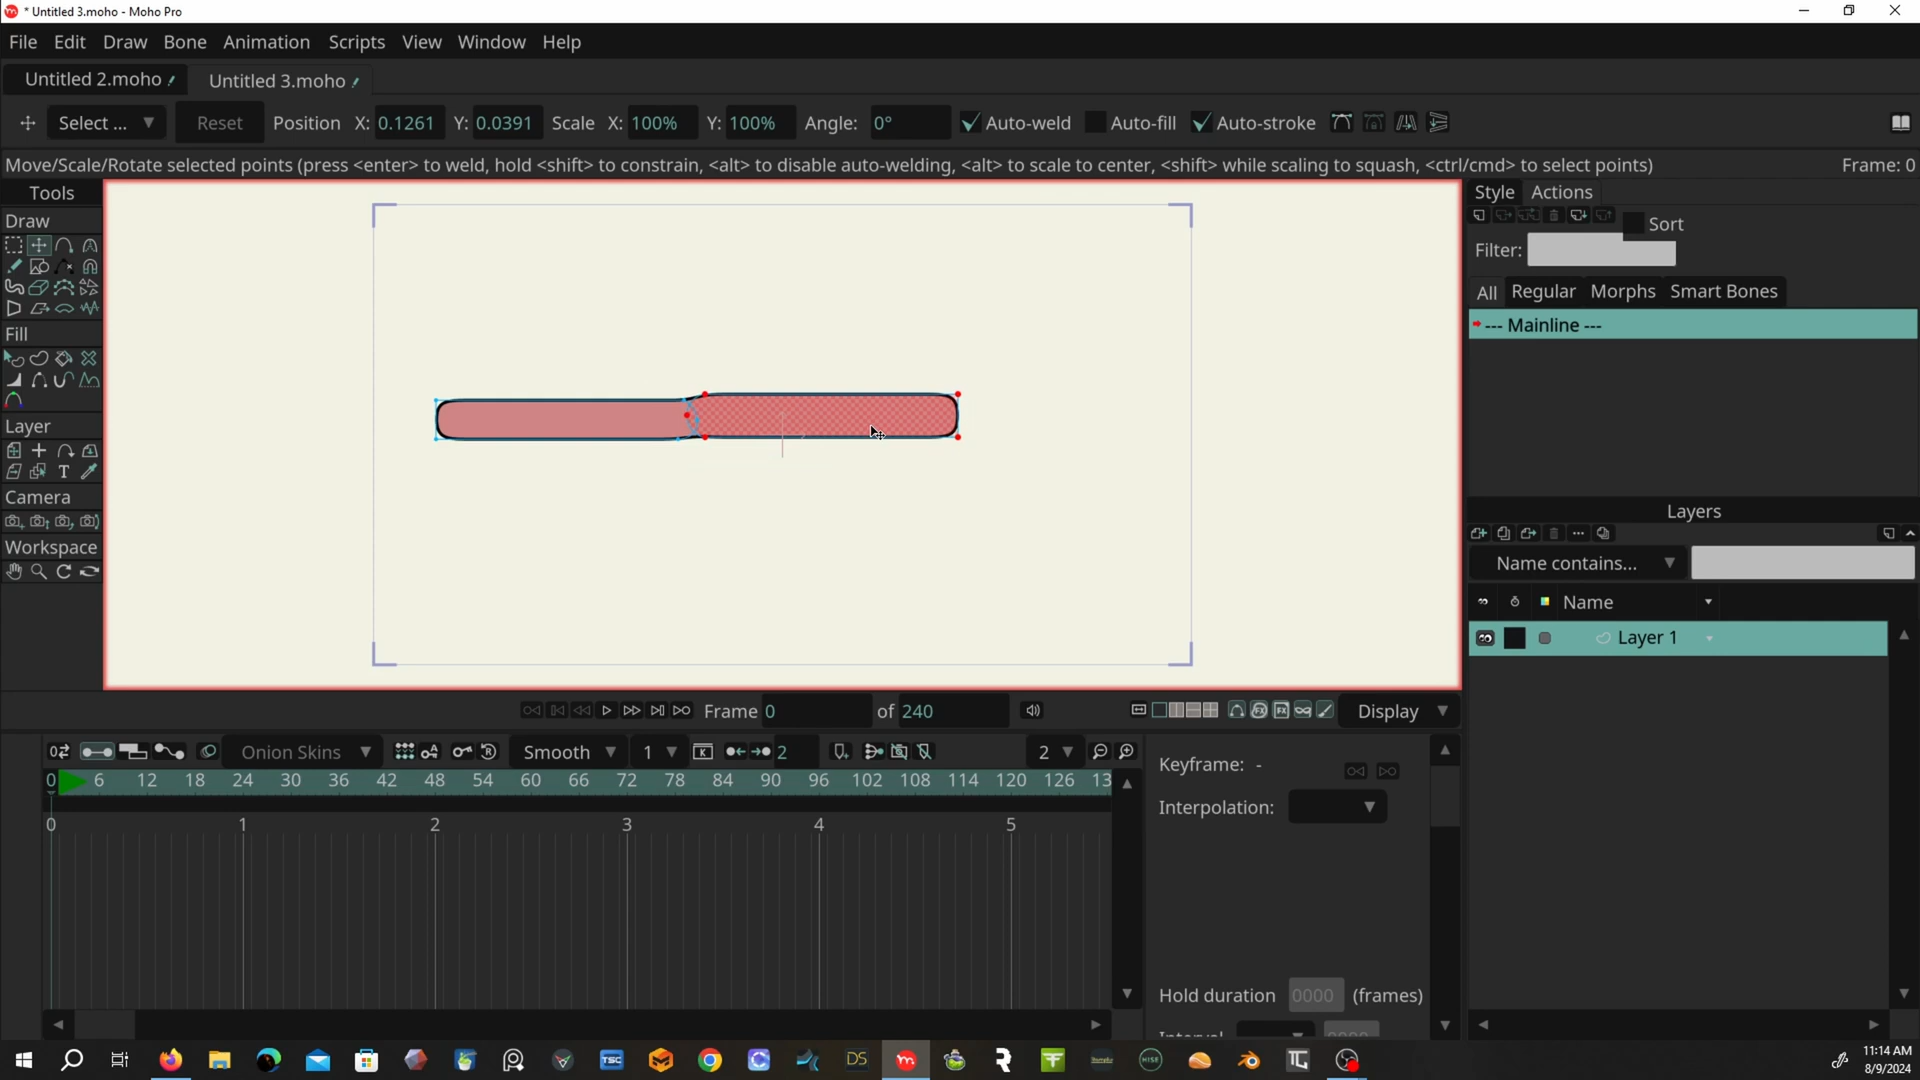 * Untitled 3.moho - Moho Pro
File Edit Draw Bone Animation Scripts View Window Help
Untitled 2.moho Untitled 3.moho
Select ... Reset Position X: 0.1261 Y: 0.0391 Scale X: 100% Y: 100% Angle: 0° Auto-weld Auto-fill Auto-stroke
Move/Scale/Rotate selected points (press <enter> to weld, hold <shift> to constrain, <alt> to disable auto-welding, <alt> to scale to center, <shift> while scaling to squash, <ctrl/cmd> to select points) Frame: 0
Tools
Draw
Fill
Layer
T
Camera
Workspace
Style Actions
Sort
Filter:
All Regular Morphs Smart Bones
--- Mainline ---
Layers
Name contains...
Name
Layer 1
Frame 0 of 240 Display
Onion Skins Smooth 1 2 2
0 6 12 18 24 30 36 42 48 54 60 66 72 78 84 90 96 102 108 114 120 126 13
0 1 2 3 4 5
Keyframe: -
Interpolation:
Hold duration 0000 (frames)
TSC DS HISE
11:14 AM
8/9/2024